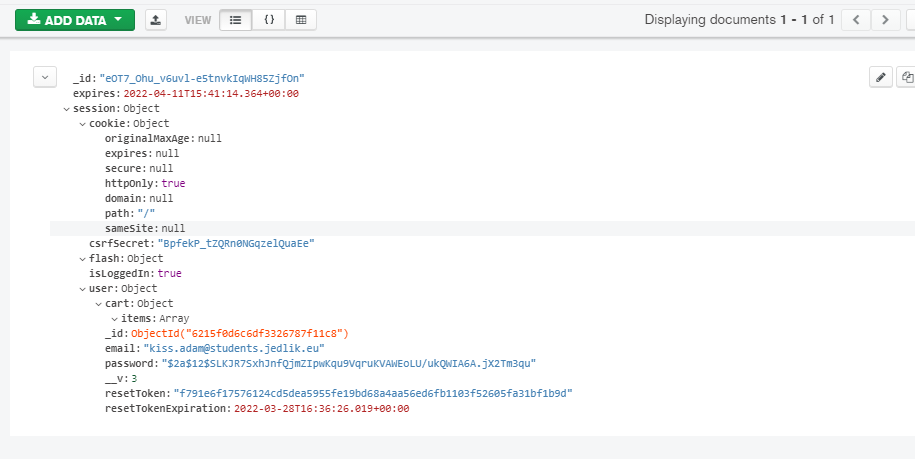 ADD DATA VIEW {} Displaying documents 1 - 1 of 1
_id: "eOT7_Ohu_v6uvl-e5tnvkIqWH85ZjfOn"
expires: 2022-04-11T15:41:14.364+00:00
session: Object
cookie: Object
originalMaxAge: null
expires: null
secure: null
httpOnly: true
domain: null
path: "/"
sameSite: null
csrfSecret: "BpfekP_tZQRn0NGqzelQuaEe"
flash: Object
isLoggedIn: true
user: Object
cart: Object
items: Array
_id: ObjectId("6215f0d6c6df3326787f11c8")
email: "kiss.adam@students.jedlik.eu"
password: "$2a$12$SLKJR7SxhJnfQjmZIpwKqu9VqruKVAWEoLU/ukQWIA6A.jX2Tm3qu"
__v: 3
resetToken: "f791e6f17576124cd5dea5955fe19bd68a4aa56ed6fb1103f52605fa31bf1b9d"
resetTokenExpiration: 2022-03-28T16:36:26.019+00:00